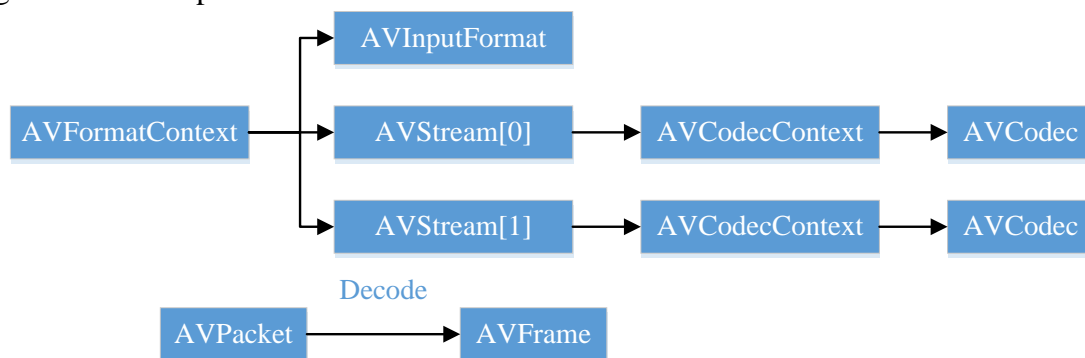 AVInputFormat
AVFormatContext AVStream[0] AVCodecContext AVCodec
AVStream[1] AVCodecContext AVCodec
Decode
AVPacket AVFrame